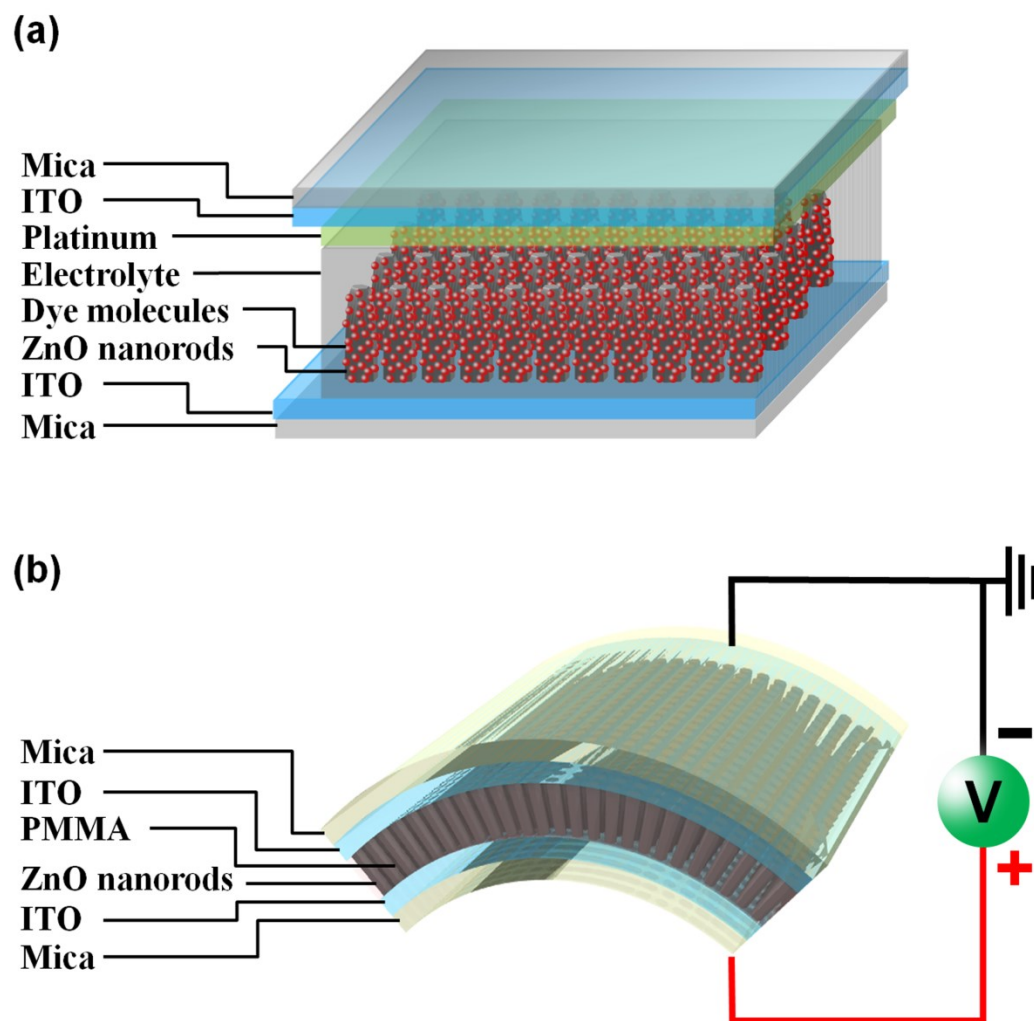 (a)
Mica
ITO
Platinum
Electrolyte
Dye molecules
ZnO nanorods
ITO
Mica
(b)
Mica
ITO
PMMA
ZnO nanorods
ITO
Mica
−
V
+